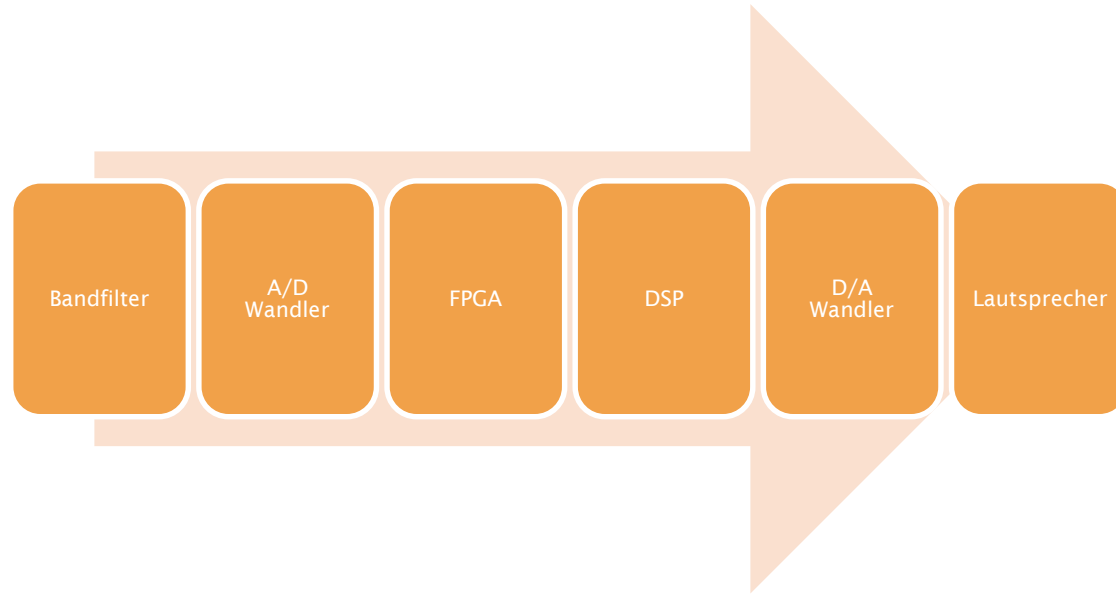 Bandfilter
A/D
Wandler
FPGA
DSP
D/A
Wandler
Lautsprecher